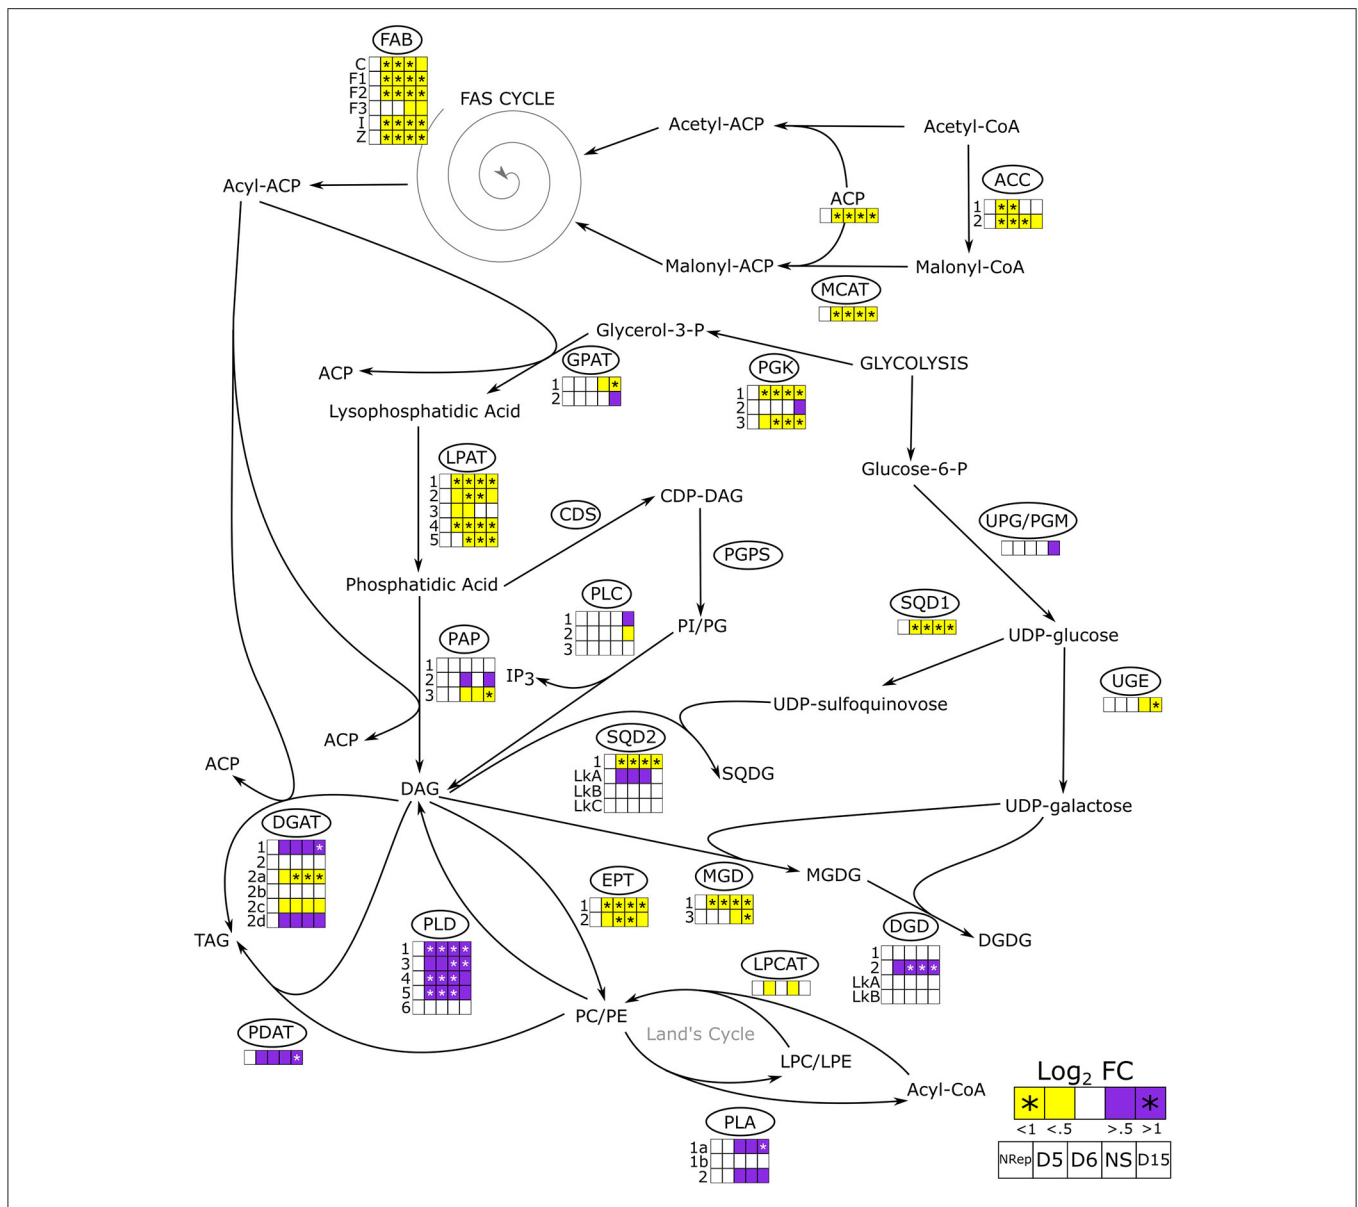 FAB
C ***
F1 ****
F2 ****
F3
I ****
Z ****
FAS CYCLE
Acetyl-ACP
Acetyl-CoA
Acyl-ACP
ACC
1 **
2 ***
ACP
****
Malonyl-ACP
Malonyl-CoA
MCAT
****
Glycerol-3-P
GLYCOLYSIS
GPAT
1 *
2
PGK
1 ****
2
3 ***
ACP
Lysophosphatidic Acid
LPAT
1 ****
2 **
3
4 ****
5 ***
Glucose-6-P
CDP-DAG
CDS
UPG/PGM
PGPS
Phosphatidic Acid
PLC
1
2
3
SQD1
****
PI/PG
UDP-glucose
PAP
1
2
3 *
IP3
UGE
*
UDP-sulfoquinovose
ACP
SQD2
1 ****
LkA
LkB
LkC
SQDG
ACP
DAG
UDP-galactose
DGAT
1 *
2
2a ***
2b
2c
2d
EPT
1 ****
2 **
MGD
1 ****
3 *
MGDG
PLD
1 ****
3 **
4 ***
5 ***
6
DGD
1
2 ***
LkA
LkB
TAG
DGDG
LPCAT
PC/PE
PDAT
*
Land's Cycle
LPC/LPE
Acyl-CoA
PLA
1a *
1b
2
Log2 FC
* *
<1 <.5 >.5 >1
NRep D5 D6 NS D15